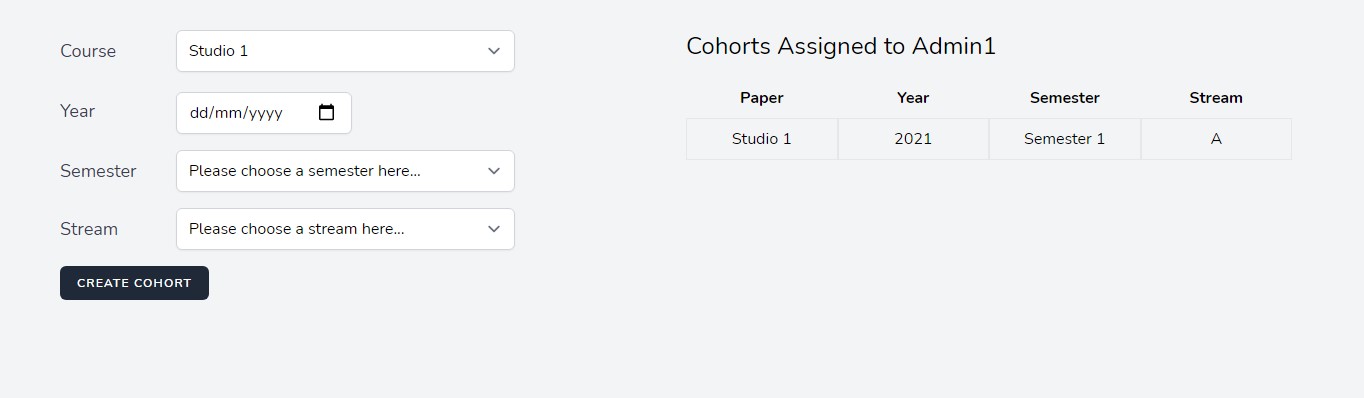 Course
Studio 1
Year
dd/mm/yyyy
Semester
Please choose a semester here...
Stream
Please choose a stream here...
CREATE COHORT
Cohorts Assigned to Admin1
Paper Year Semester Stream
Studio 1 2021 Semester 1 A